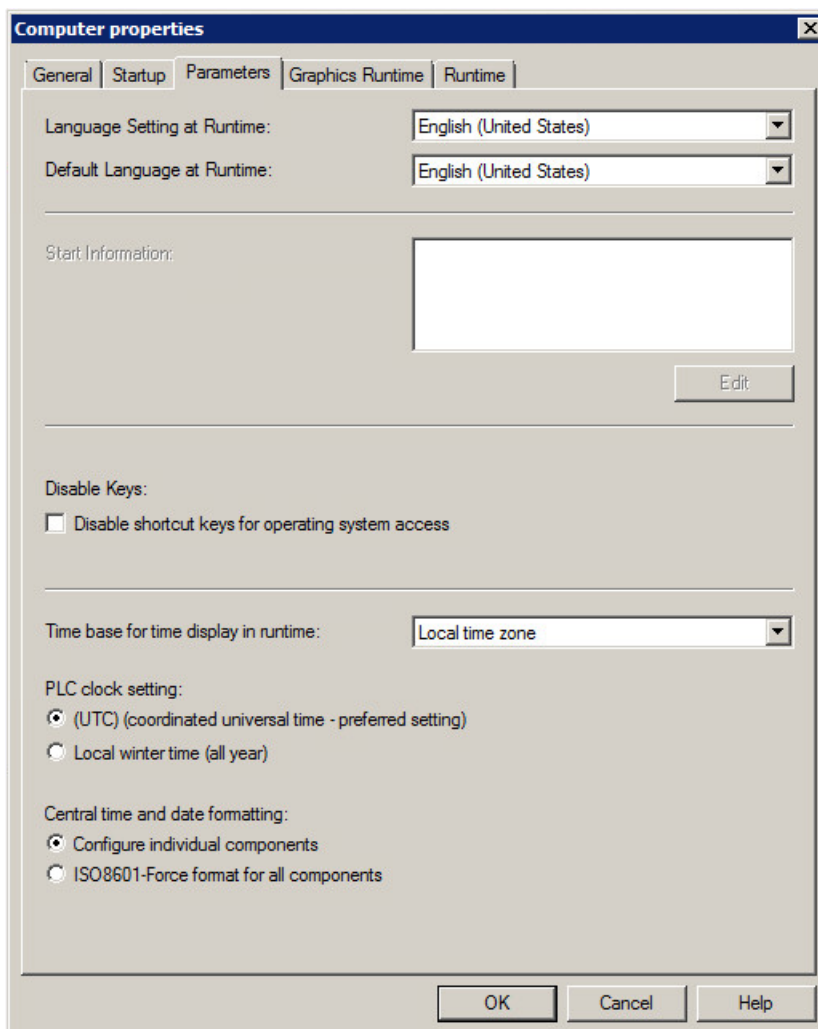 Computer properties
General Startup Parameters Graphics Runtime Runtime
Language Setting at Runtime: English (United States)
Default Language at Runtime: English (United States)
Start Information:
Edit
Disable Keys:
Disable shortcut keys for operating system access
Time base for time display in runtime: Local time zone
PLC clock setting:
(UTC) (coordinated universal time - preferred setting)
Local winter time (all year)
Central time and date formatting:
Configure individual components
ISO8601-Force format for all components
OK Cancel Help